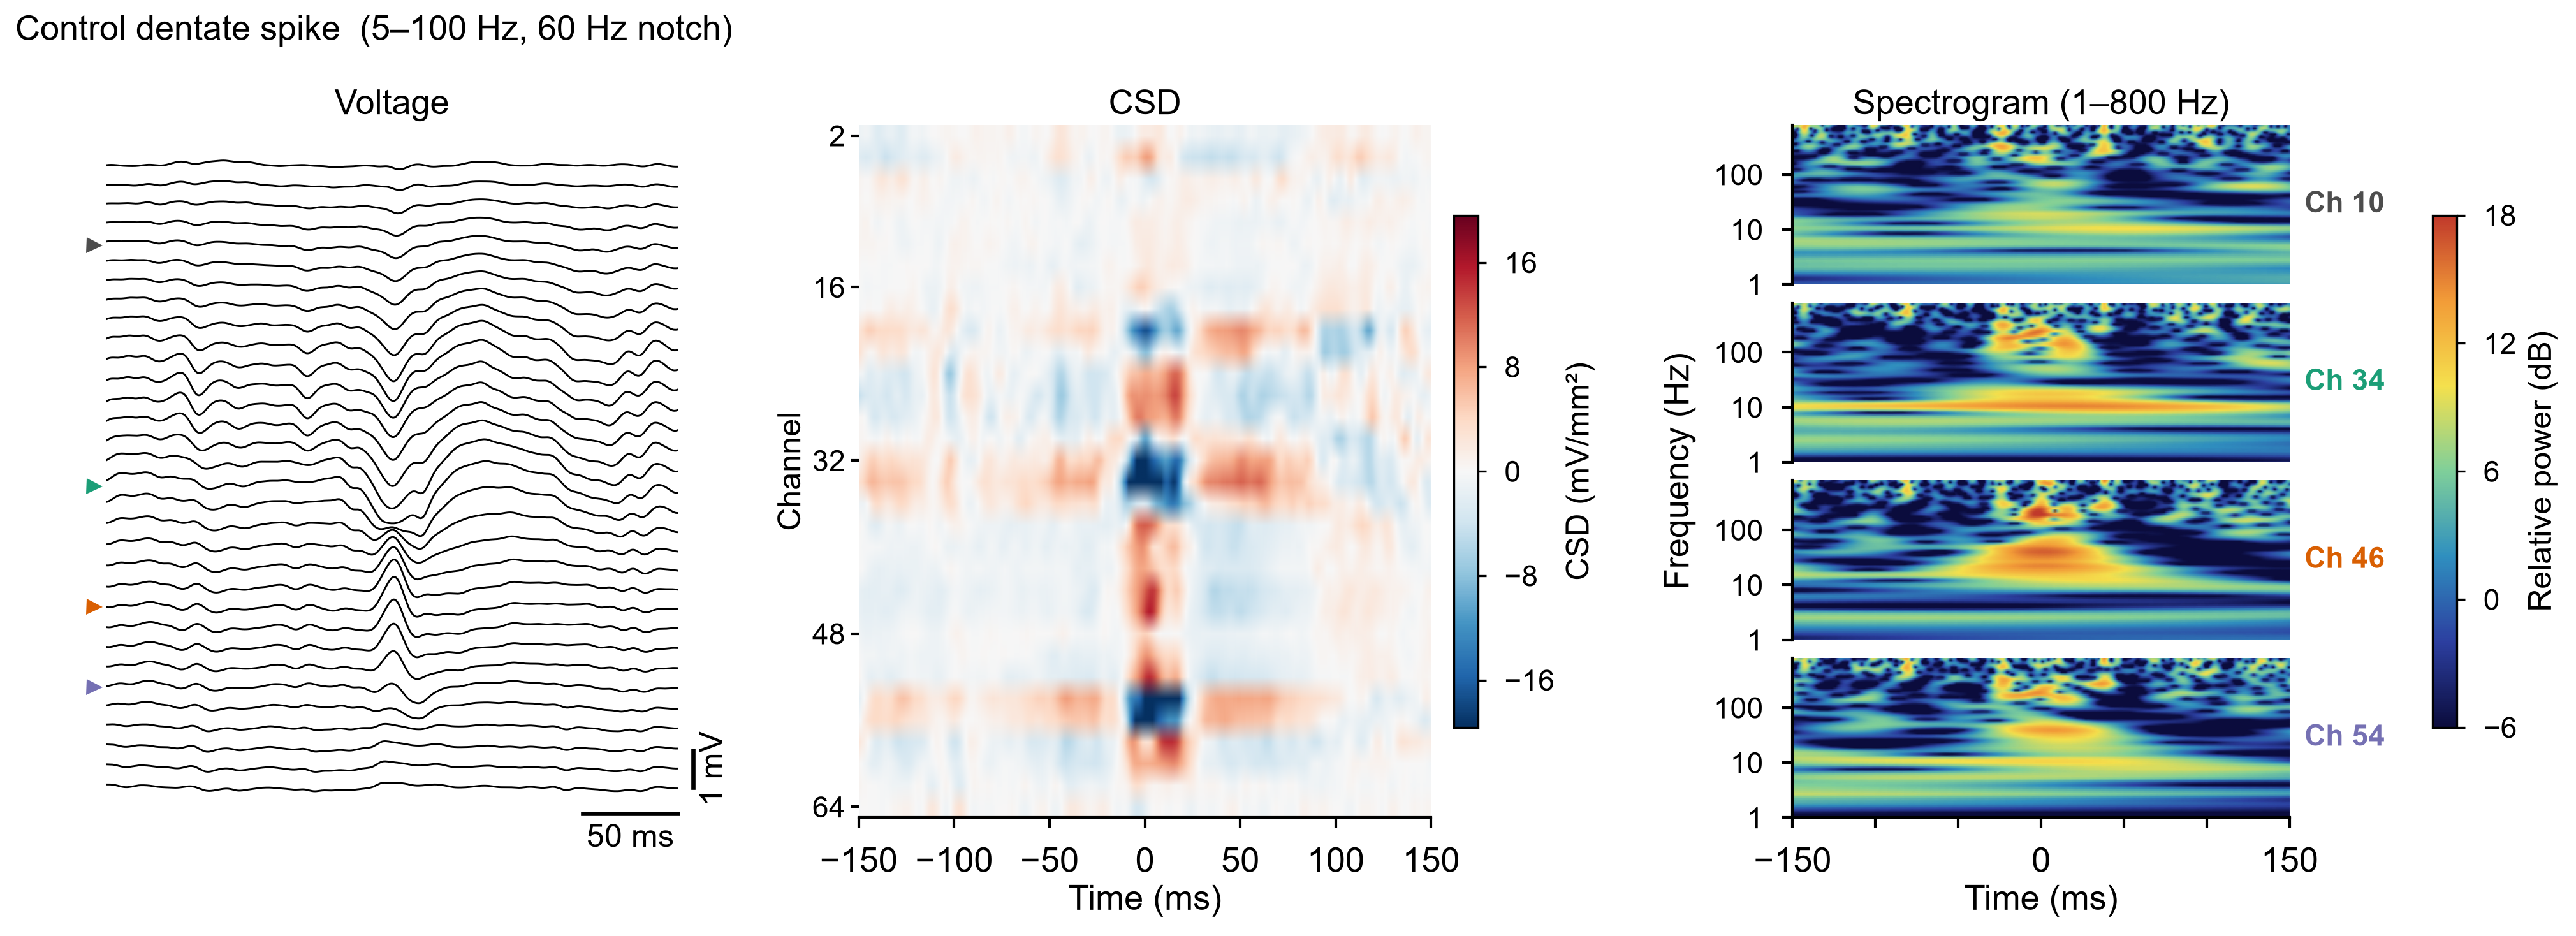 Control dentate spike  (5–100 Hz, 60 Hz notch)
Voltage
1 mV
50 ms
CSD
Channel
2
16
32
48
64
−150 −100 −50 0 50 100 150
Time (ms)
16
8
0
−8
−16
CSD (mV/mm²)
Spectrogram (1–800 Hz)
Frequency (Hz)
100
10
1
Ch 10
100
10
1
Ch 34
100
10
1
Ch 46
100
10
1
Ch 54
−150 0 150
Time (ms)
18
12
6
0
−6
Relative power (dB)